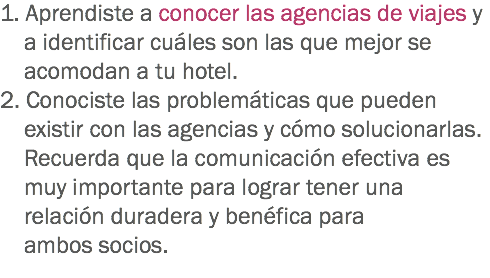 1. Aprendiste a conocer las agencias de viajes y
a identificar cuáles son las que mejor se
acomodan a tu hotel.
2. Conociste las problemáticas que pueden
existir con las agencias y cómo solucionarlas.
Recuerda que la comunicación efectiva es
muy importante para lograr tener una
relación duradera y benéfica para
ambos socios.